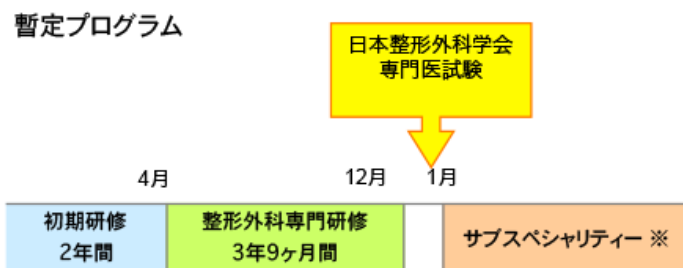 暫定プログラム
日本整形外科学会
専門医試験
4月
12月
1月
初期研修
2年間
整形外科専門研修
3年9ヶ月間
サブスペシャリティー ※